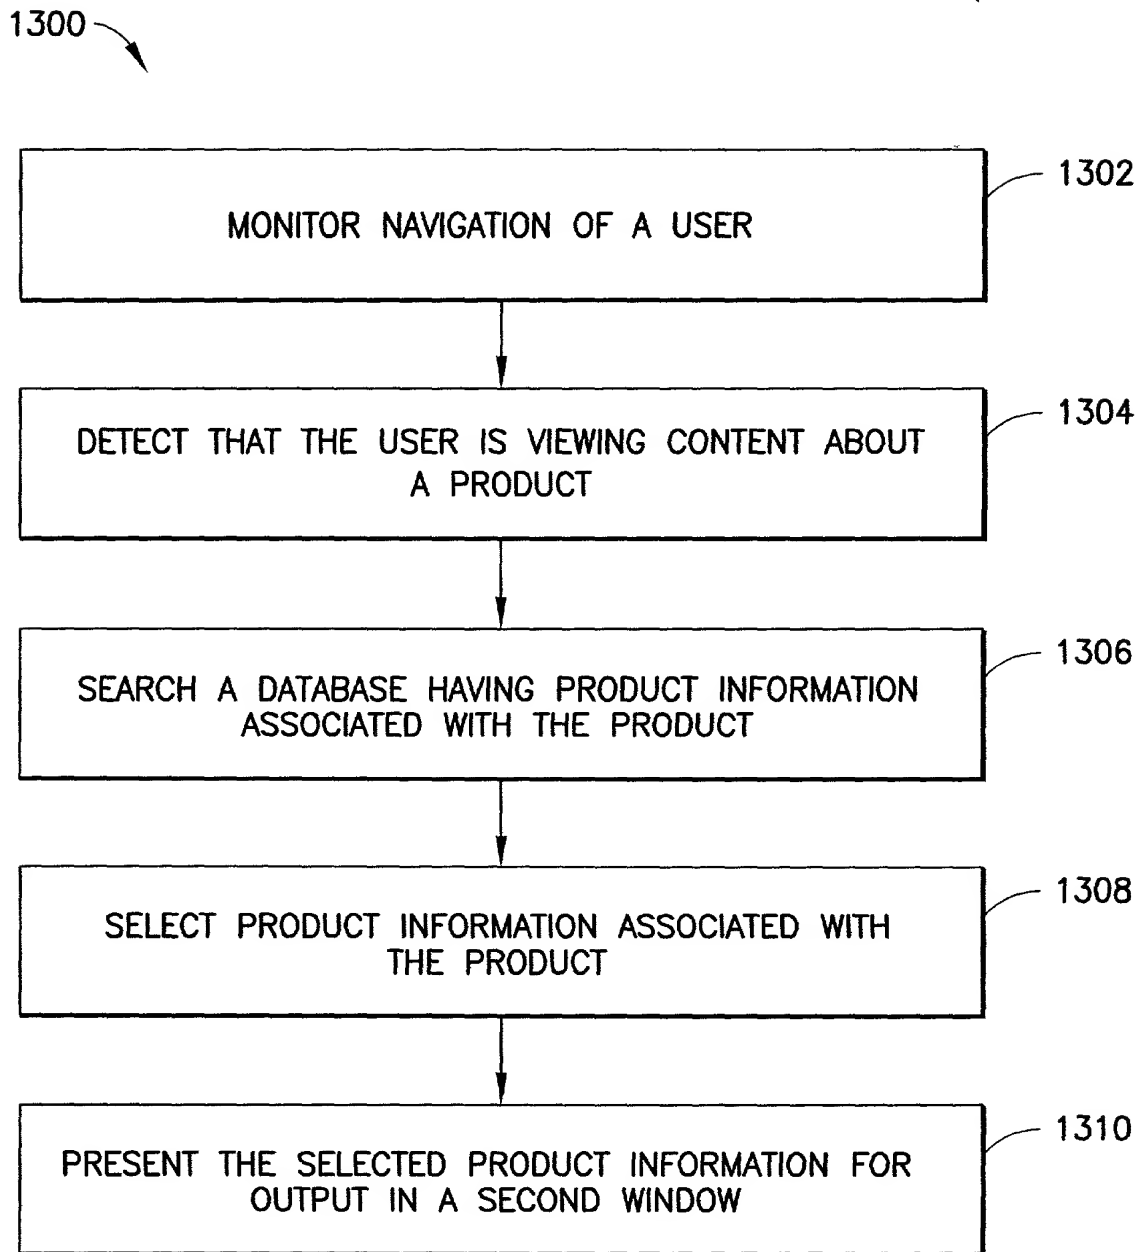 1300
MONITOR NAVIGATION OF A USER
1302
DETECT THAT THE USER IS VIEWING CONTENT ABOUT
A PRODUCT
1304
SEARCH A DATABASE HAVING PRODUCT INFORMATION
ASSOCIATED WITH THE PRODUCT
1306
SELECT PRODUCT INFORMATION ASSOCIATED WITH
THE PRODUCT
1308
PRESENT THE SELECTED PRODUCT INFORMATION FOR
OUTPUT IN A SECOND WINDOW
1310